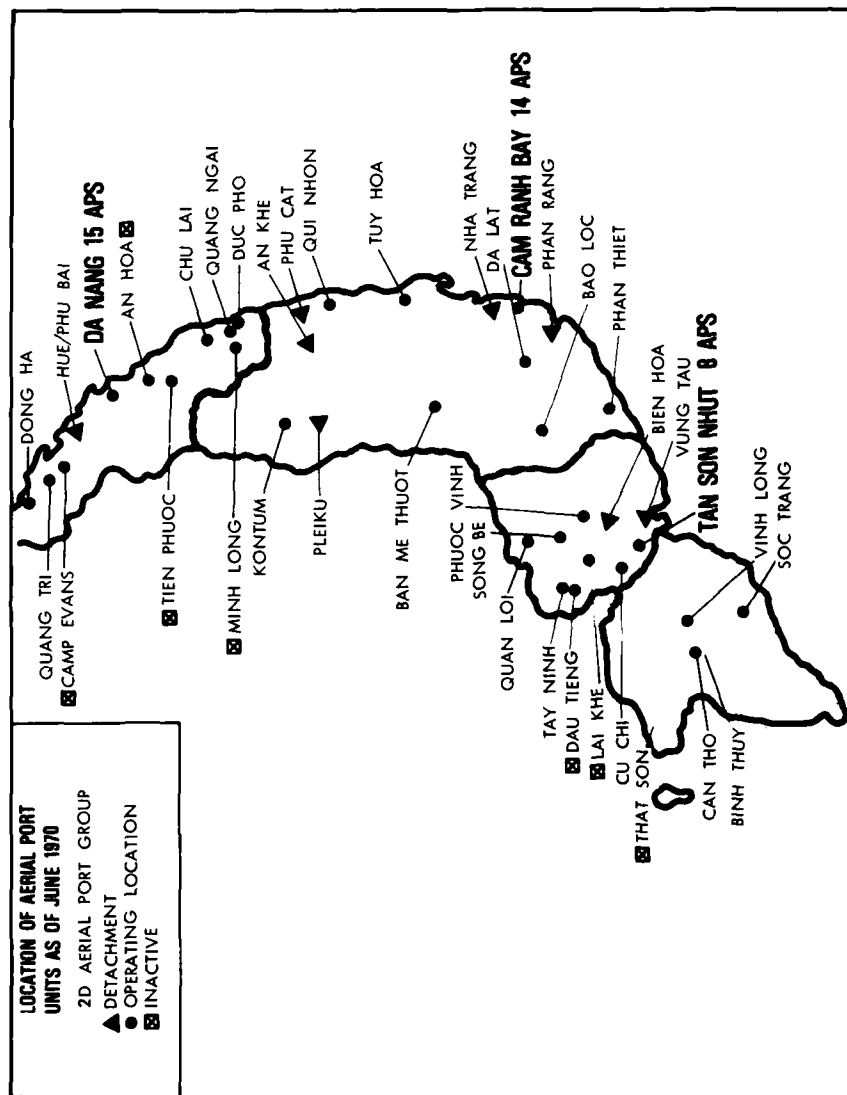 LOCATION OF AERIAL PORT
UNITS AS OF JUNE 1970
2D AERIAL PORT GROUP
DETACHMENT
OPERATING LOCATION
INACTIVE
DONG HA
QUANG TRI
CAMP EVANS
HUE/PHU BAI
DA NANG 15 APS
AN HOA
TIEN PHUOC
CHU LAI
QUANG NGAI
DUC PHO
MINH LONG
AN KHE
PHU CAT
QUI NHON
KONTUM
PLEIKU
TUY HOA
BAN ME THUOT
NHA TRANG
DA LAT
CAM RANH BAY 14 APS
PHAN RANG
BAO LOC
PHAN THIET
PHUOC VINH
SONG BE
QUAN LOI
TAY NINH
DAU TIENG
LAI KHE
CU CHI
THAT SON
BIEN HOA
VUNG TAU
TAN SON NHUT 8 APS
VINH LONG
SOC TRANG
CAN THO
BINH THUY